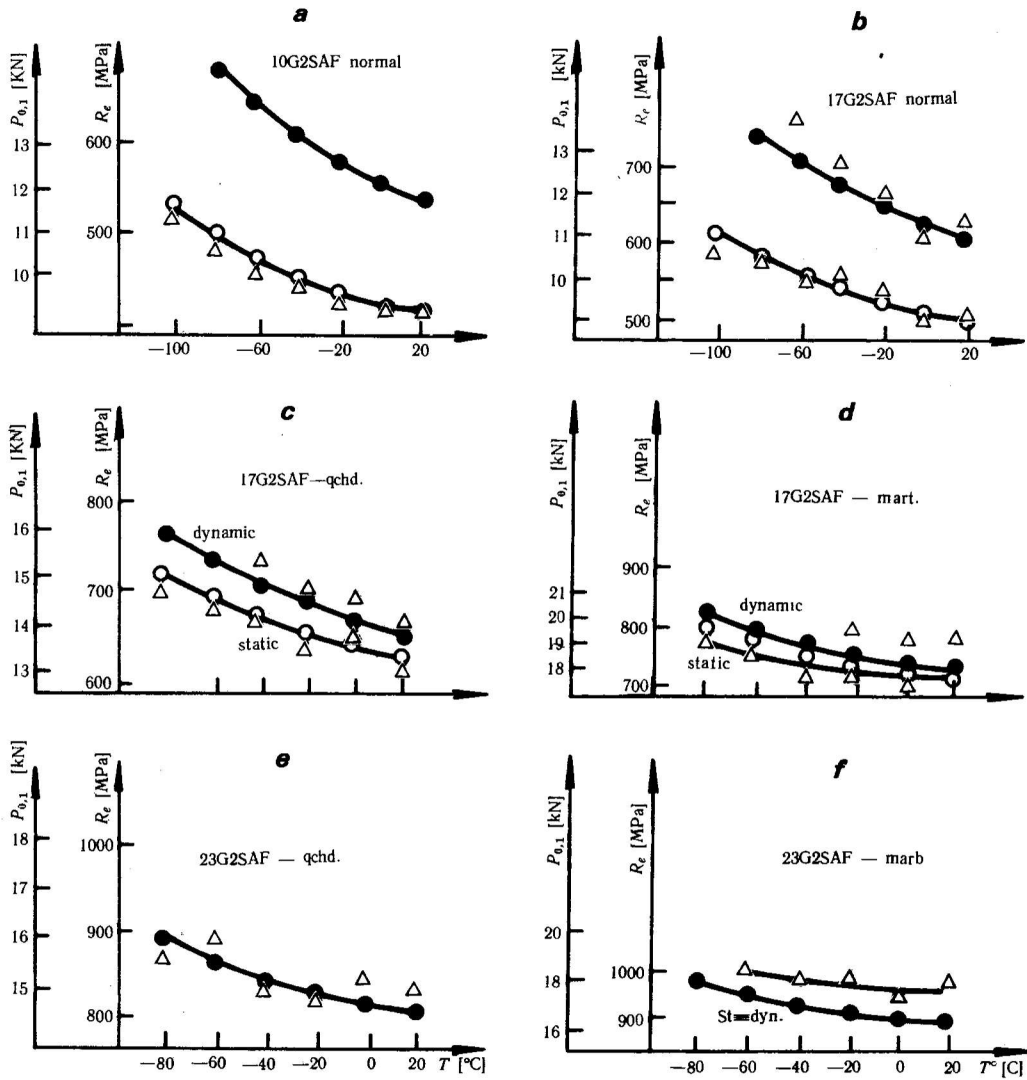 a
P0,1 [KN]
Re [MPa]
10G2SAF normal
13
12
11
10
600
500
−100
−60
−20
20
b
P0,1 [kN]
Re [MPa]
17G2SAF normal
13
12
11
10
700
600
500
−100
−60
−20
20
c
P0,1 [KN]
Re [MPa]
17G2SAF—qchd.
16
15
14
13
800
700
600
dynamic
static
d
P0,1 [kN]
Re [MPa]
17G2SAF — mart.
21
20
19
18
900
800
700
dynamic
static
e
P0,1 [kN]
Re [MPa]
23G2SAF — qchd.
18
17
16
15
1000
900
800
−80
−60
−40
−20
0
20
T [°C]
f
P0,1 [kN]
Re [MPa]
23G2SAF — marb
20
18
16
1000
900
St=dyn.
−80
−60
−40
−20
0
20
T° [C]